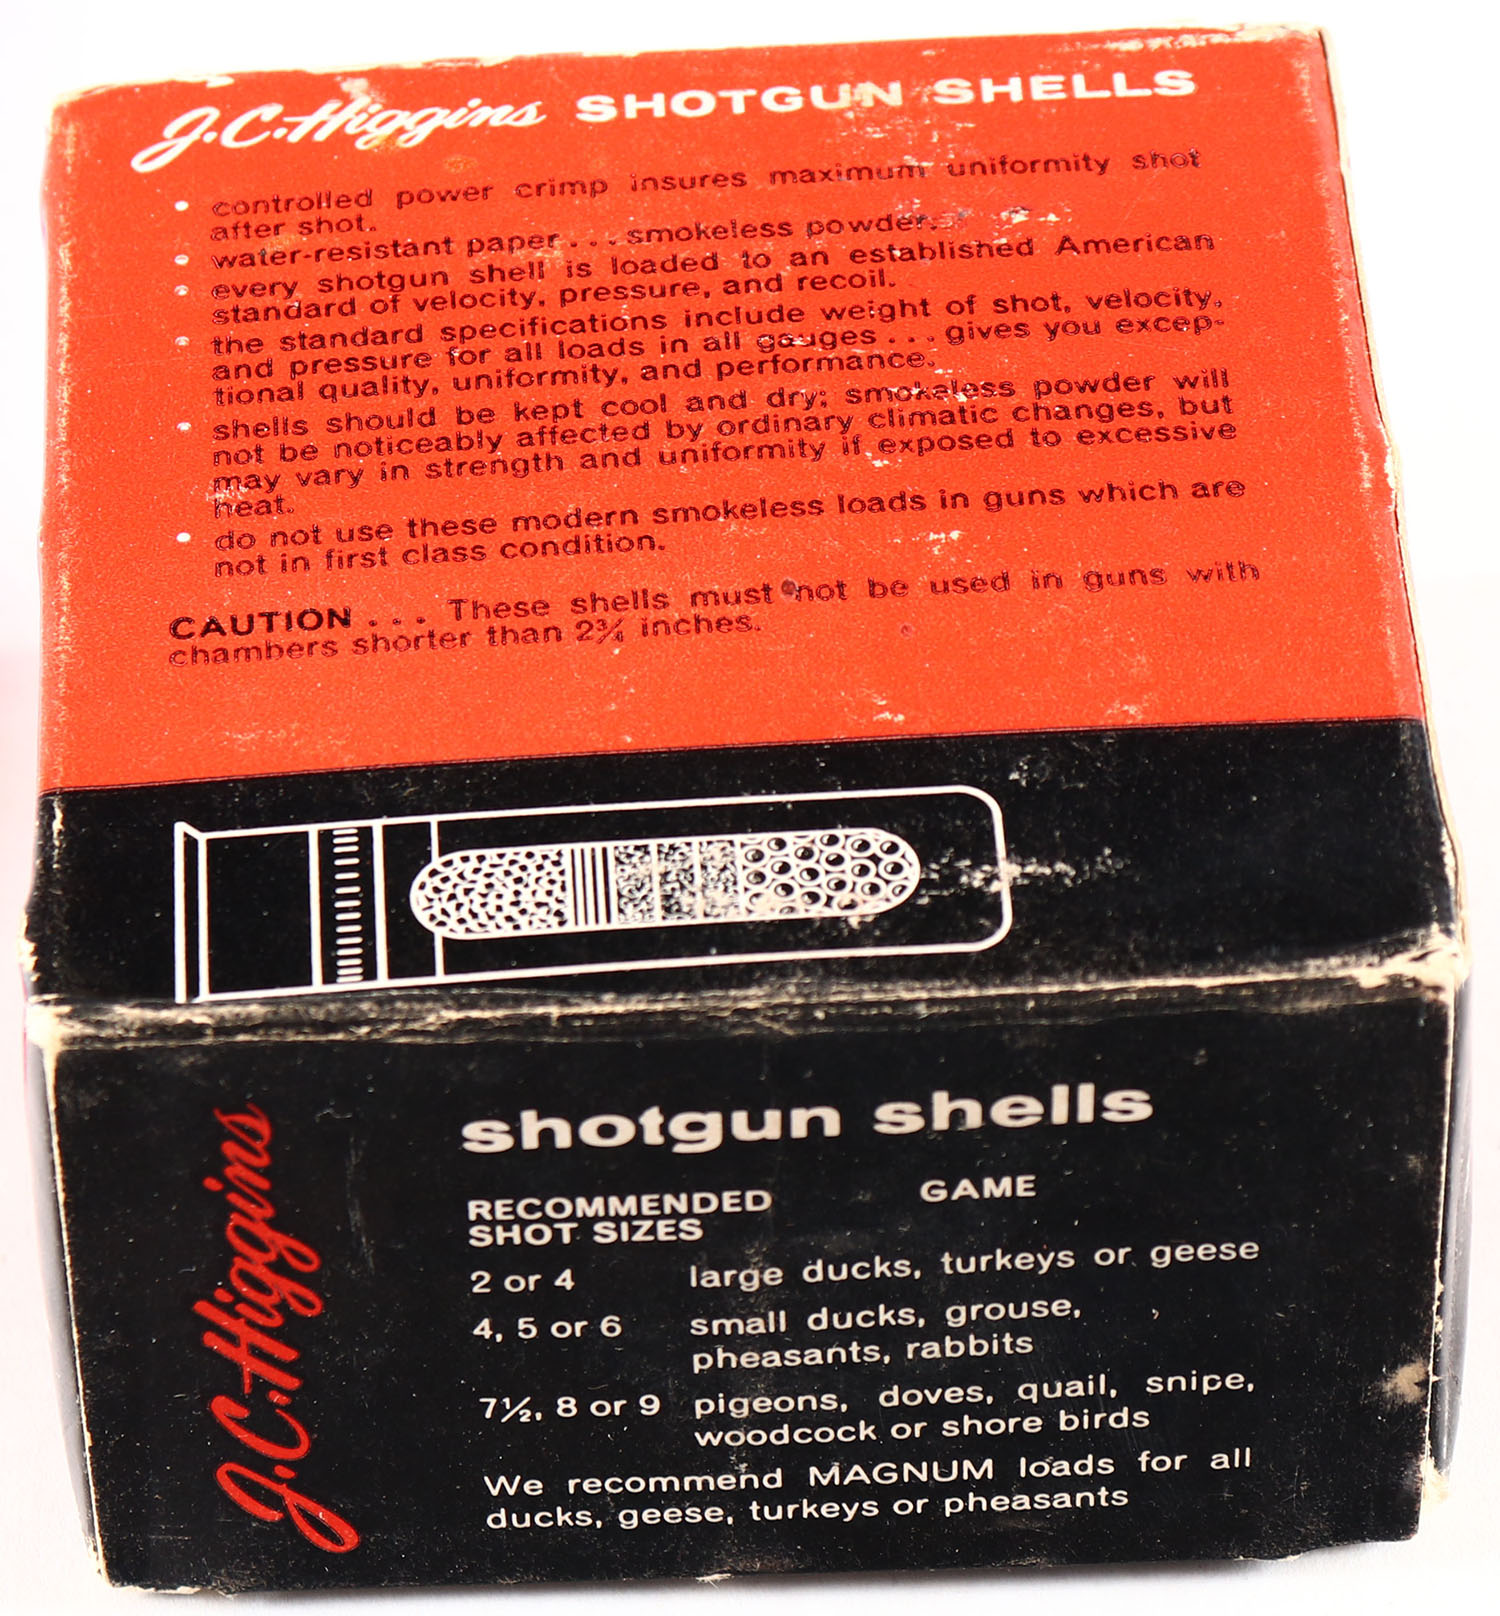 J.C.Higgins SHOTGUN SHELLS
• controlled power crimp insures maximum uniformity shot
after shot.
• water-resistant paper . . . smokeless powder.
• every shotgun shell is loaded to an established American
standard of velocity, pressure, and recoil.
• the standard specifications include weight of shot, velocity,
and pressure for all loads in all gauges . . . gives you excep-
tional quality, uniformity, and performance.
• shells should be kept cool and dry; smokeless powder will
not be noticeably affected by ordinary climatic changes, but
may vary in strength and uniformity if exposed to excessive
heat.
• do not use these modern smokeless loads in guns which are
not in first class condition.
CAUTION . . . These shells must not be used in guns with
chambers shorter than 2¾ inches.
J.C.Higgins
shotgun shells
RECOMMENDED GAME
SHOT SIZES
2 or 4 large ducks, turkeys or geese
4, 5 or 6 small ducks, grouse,
pheasants, rabbits
7½, 8 or 9 pigeons, doves, quail, snipe,
woodcock or shore birds
We recommend MAGNUM loads for all
ducks, geese, turkeys or pheasants